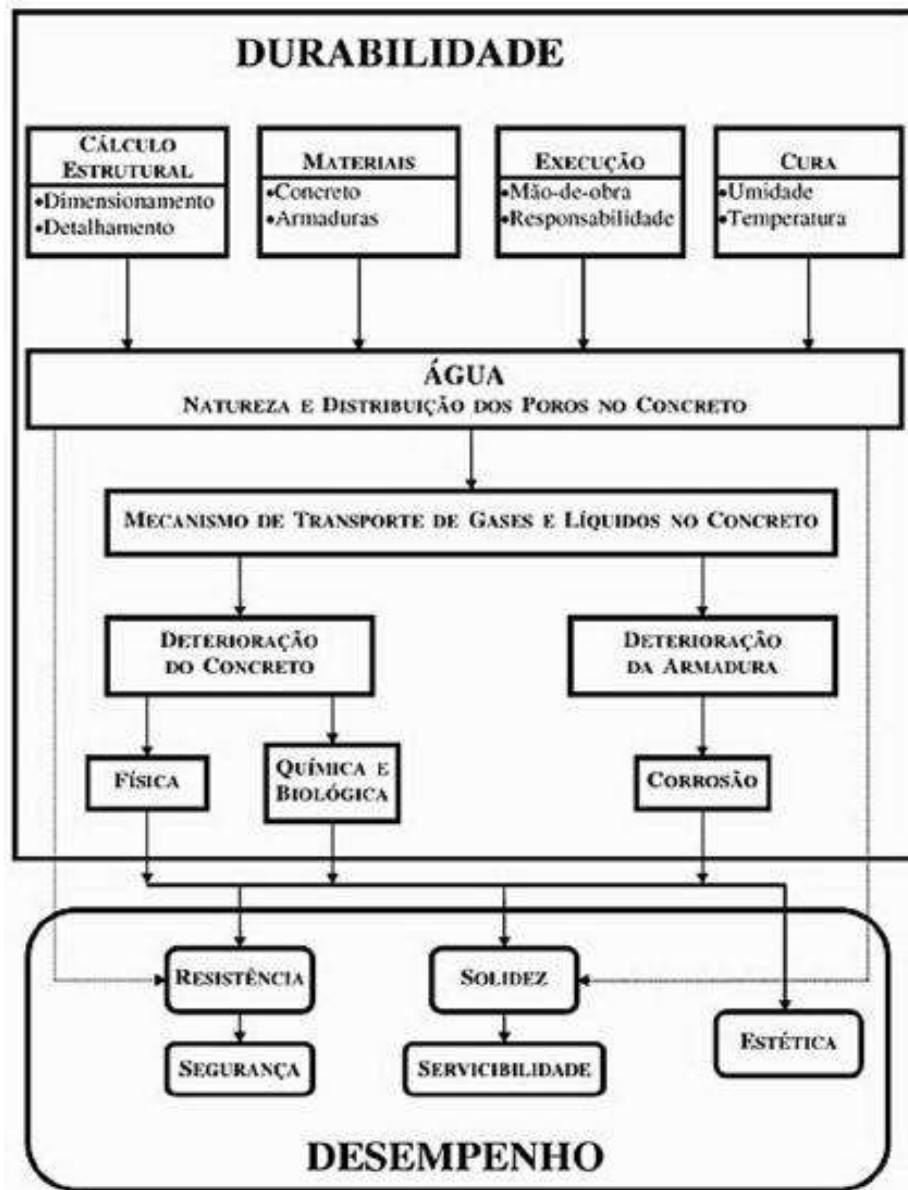 DURABILIDADE
CÁLCULO
ESTRUTURAL
•Dimensionamento
•Detalhamento
MATERIAIS
•Concreto
•Armaduras
EXECUÇÃO
•Mão-de-obra
•Responsabilidade
CURA
•Umidade
•Temperatura
ÁGUA
NATUREZA E DISTRIBUIÇÃO DOS POROS NO CONCRETO
MECANISMO DE TRANSPORTE DE GASES E LÍQUIDOS NO CONCRETO
DETERIORAÇÃO
DO CONCRETO
DETERIORAÇÃO
DA ARMADURA
FÍSICA
QUÍMICA E
BIOLÓGICA
CORROSÃO
RESISTÊNCIA
SOLIDEZ
ESTÉTICA
SEGURANÇA
SERVICIBILIDADE
DESEMPENHO